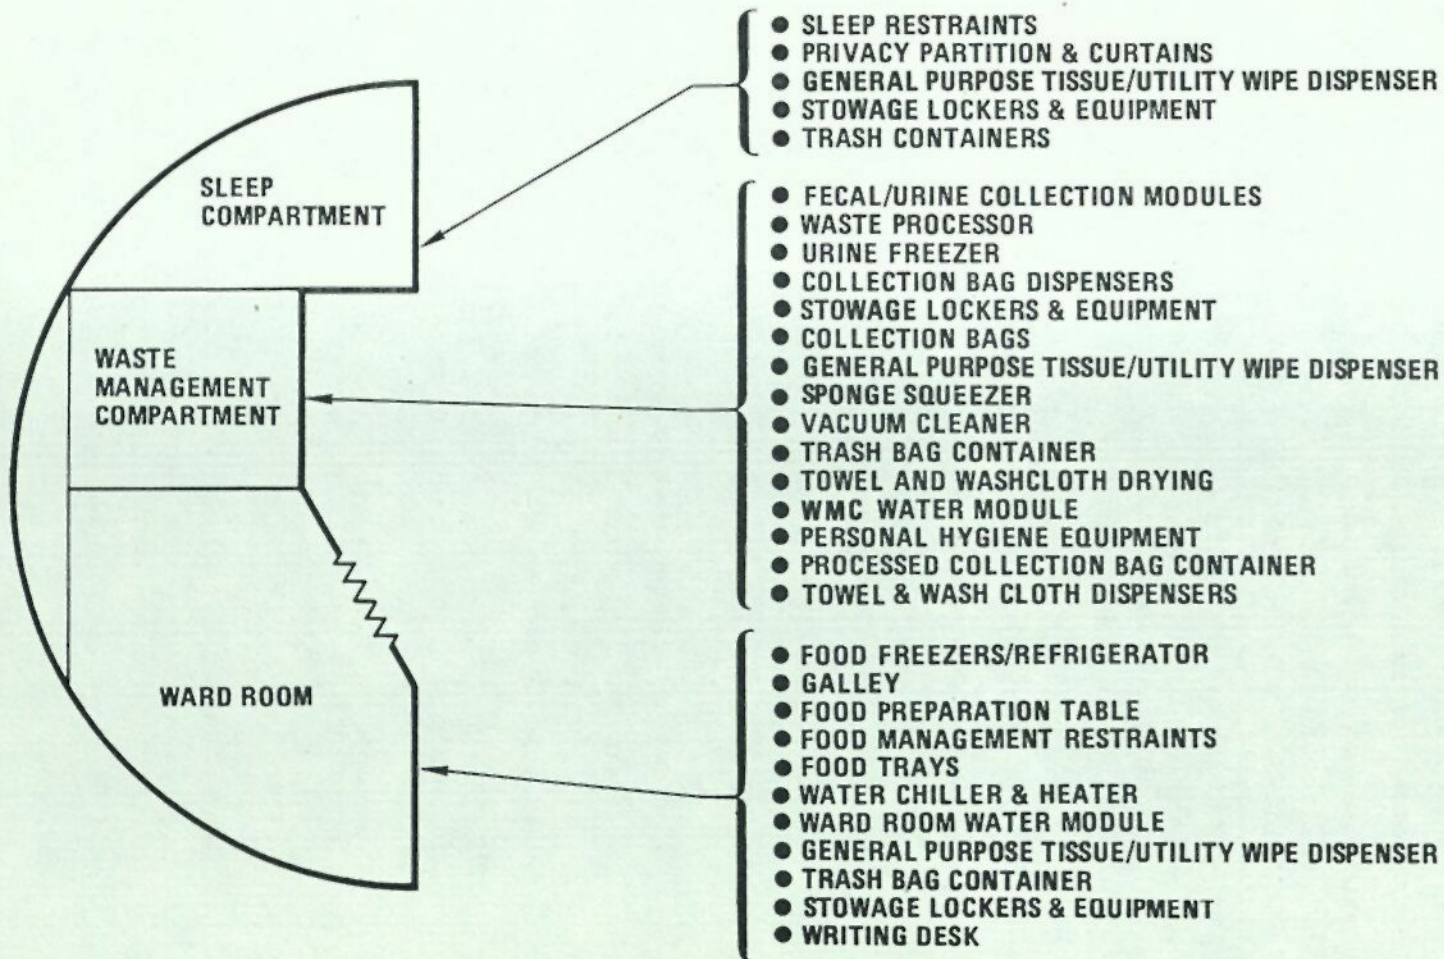 SLEEP
COMPARTMENT
WASTE
MANAGEMENT
COMPARTMENT
WARD ROOM
● SLEEP RESTRAINTS
● PRIVACY PARTITION & CURTAINS
● GENERAL PURPOSE TISSUE/UTILITY WIPE DISPENSER
● STOWAGE LOCKERS & EQUIPMENT
● TRASH CONTAINERS
● FECAL/URINE COLLECTION MODULES
● WASTE PROCESSOR
● URINE FREEZER
● COLLECTION BAG DISPENSERS
● STOWAGE LOCKERS & EQUIPMENT
● COLLECTION BAGS
● GENERAL PURPOSE TISSUE/UTILITY WIPE DISPENSER
● SPONGE SQUEEZER
● VACUUM CLEANER
● TRASH BAG CONTAINER
● TOWEL AND WASHCLOTH DRYING
● WMC WATER MODULE
● PERSONAL HYGIENE EQUIPMENT
● PROCESSED COLLECTION BAG CONTAINER
● TOWEL & WASH CLOTH DISPENSERS
● FOOD FREEZERS/REFRIGERATOR
● GALLEY
● FOOD PREPARATION TABLE
● FOOD MANAGEMENT RESTRAINTS
● FOOD TRAYS
● WATER CHILLER & HEATER
● WARD ROOM WATER MODULE
● GENERAL PURPOSE TISSUE/UTILITY WIPE DISPENSER
● TRASH BAG CONTAINER
● STOWAGE LOCKERS & EQUIPMENT
● WRITING DESK